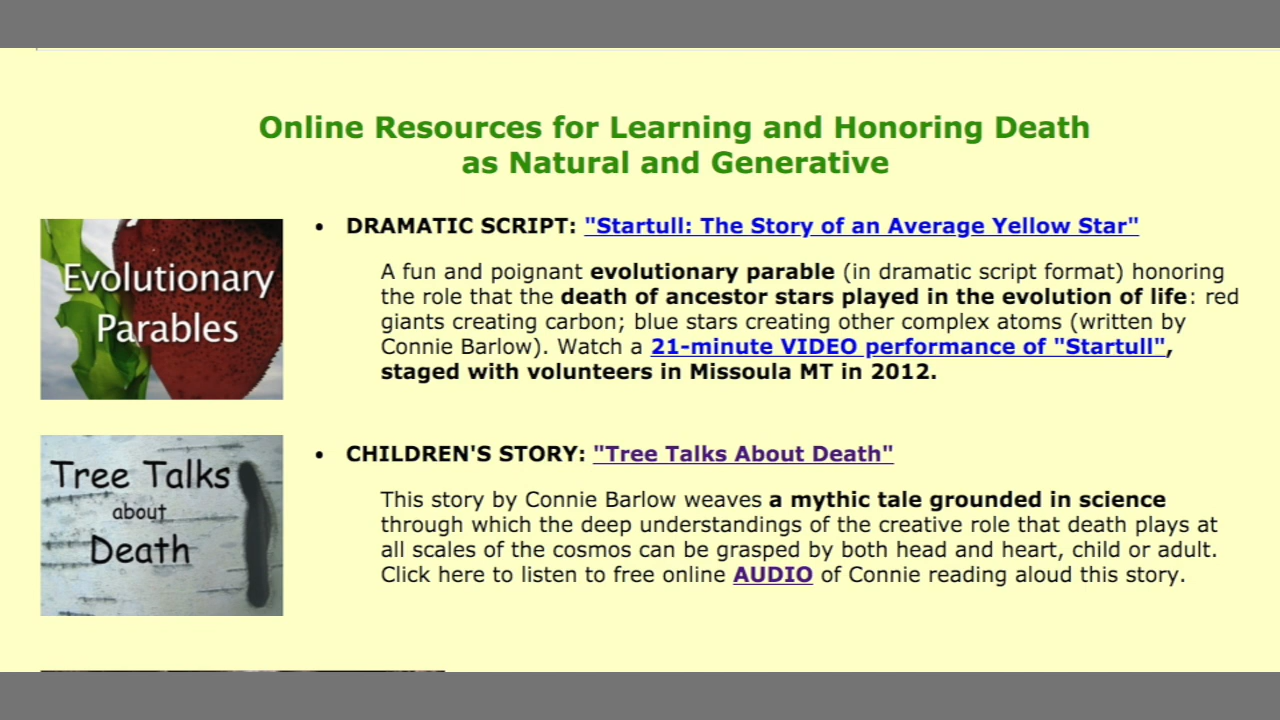 Online Resources for Learning and Honoring Death
as Natural and Generative
Evolutionary
Parables
• DRAMATIC SCRIPT: "Startull: The Story of an Average Yellow Star"
A fun and poignant evolutionary parable (in dramatic script format) honoring
the role that the death of ancestor stars played in the evolution of life: red
giants creating carbon; blue stars creating other complex atoms (written by
Connie Barlow). Watch a 21-minute VIDEO performance of "Startull",
staged with volunteers in Missoula MT in 2012.
Tree Talks
about
Death
• CHILDREN'S STORY: "Tree Talks About Death"
This story by Connie Barlow weaves a mythic tale grounded in science
through which the deep understandings of the creative role that death plays at
all scales of the cosmos can be grasped by both head and heart, child or adult.
Click here to listen to free online AUDIO of Connie reading aloud this story.